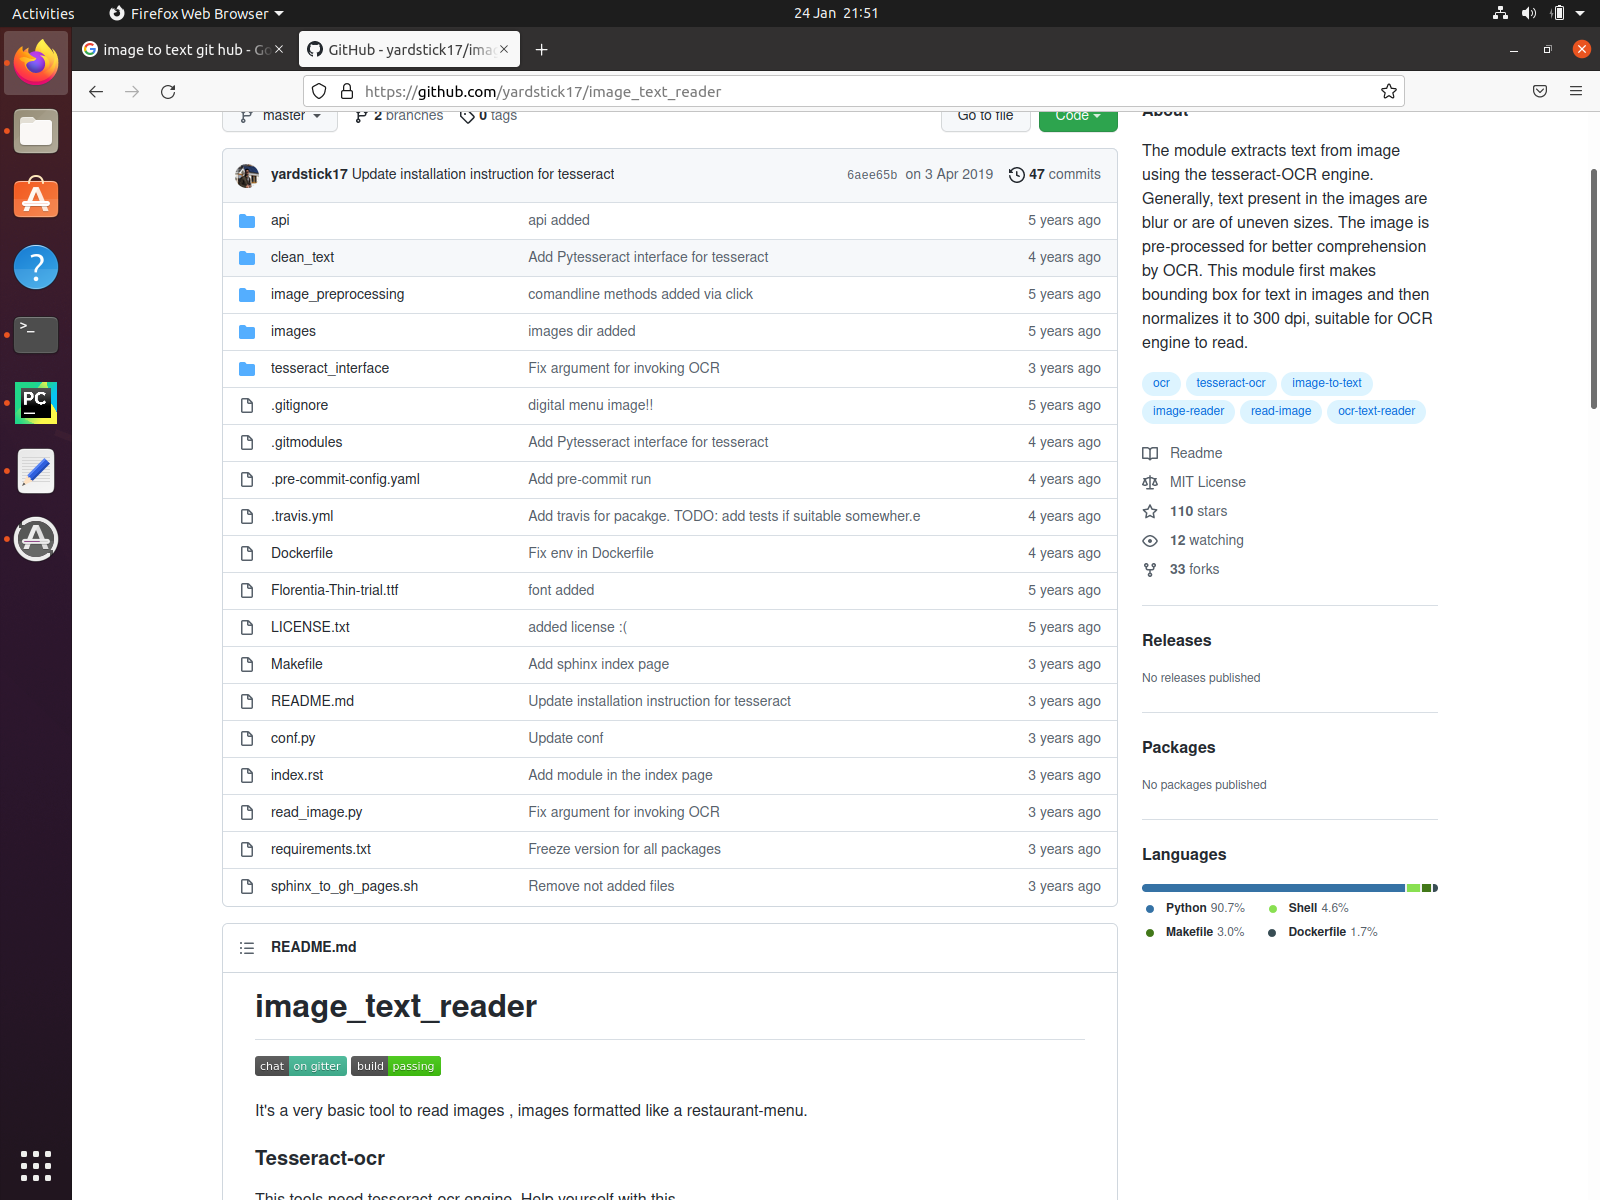 Activities
Firefox Web Browser
24 Jan 21:51
image to text git hub - Go
GitHub - yardstick17/ima
https://github.com/yardstick17/image_text_reader
master
2 branches
0 tags
Go to file
Code
About
yardstick17 Update installation instruction for tesseract
6aee65b on 3 Apr 2019
47 commits
api
api added
5 years ago
clean_text
Add Pytesseract interface for tesseract
4 years ago
image_preprocessing
comandline methods added via click
5 years ago
images
images dir added
5 years ago
tesseract_interface
Fix argument for invoking OCR
3 years ago
.gitignore
digital menu image!!
5 years ago
.gitmodules
Add Pytesseract interface for tesseract
4 years ago
.pre-commit-config.yaml
Add pre-commit run
4 years ago
.travis.yml
Add travis for pacakge. TODO: add tests if suitable somewher.e
4 years ago
Dockerfile
Fix env in Dockerfile
4 years ago
Florentia-Thin-trial.ttf
font added
5 years ago
LICENSE.txt
added license :(
5 years ago
Makefile
Add sphinx index page
3 years ago
README.md
Update installation instruction for tesseract
3 years ago
conf.py
Update conf
3 years ago
index.rst
Add module in the index page
3 years ago
read_image.py
Fix argument for invoking OCR
3 years ago
requirements.txt
Freeze version for all packages
3 years ago
sphinx_to_gh_pages.sh
Remove not added files
3 years ago
README.md
image_text_reader
chat on gitter
build passing
It's a very basic tool to read images , images formatted like a restaurant-menu.
Tesseract-ocr
This tools need tesseract-ocr engine. Help yourself with this
The module extracts text from image
using the tesseract-OCR engine.
Generally, text present in the images are
blur or are of uneven sizes. The image is
pre-processed for better comprehension
by OCR. This module first makes
bounding box for text in images and then
normalizes it to 300 dpi, suitable for OCR
engine to read.
ocr
tesseract-ocr
image-to-text
image-reader
read-image
ocr-text-reader
Readme
MIT License
110 stars
12 watching
33 forks
Releases
No releases published
Packages
No packages published
Languages
Python 90.7%
Shell 4.6%
Makefile 3.0%
Dockerfile 1.7%
PC